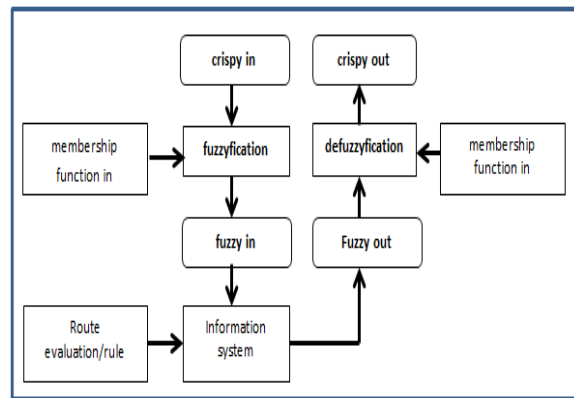 crispy in
crispy out
membership
function in
fuzzyfication
defuzzyfication
membership
function in
fuzzy in
Fuzzy out
Route
evaluation/rule
Information
system